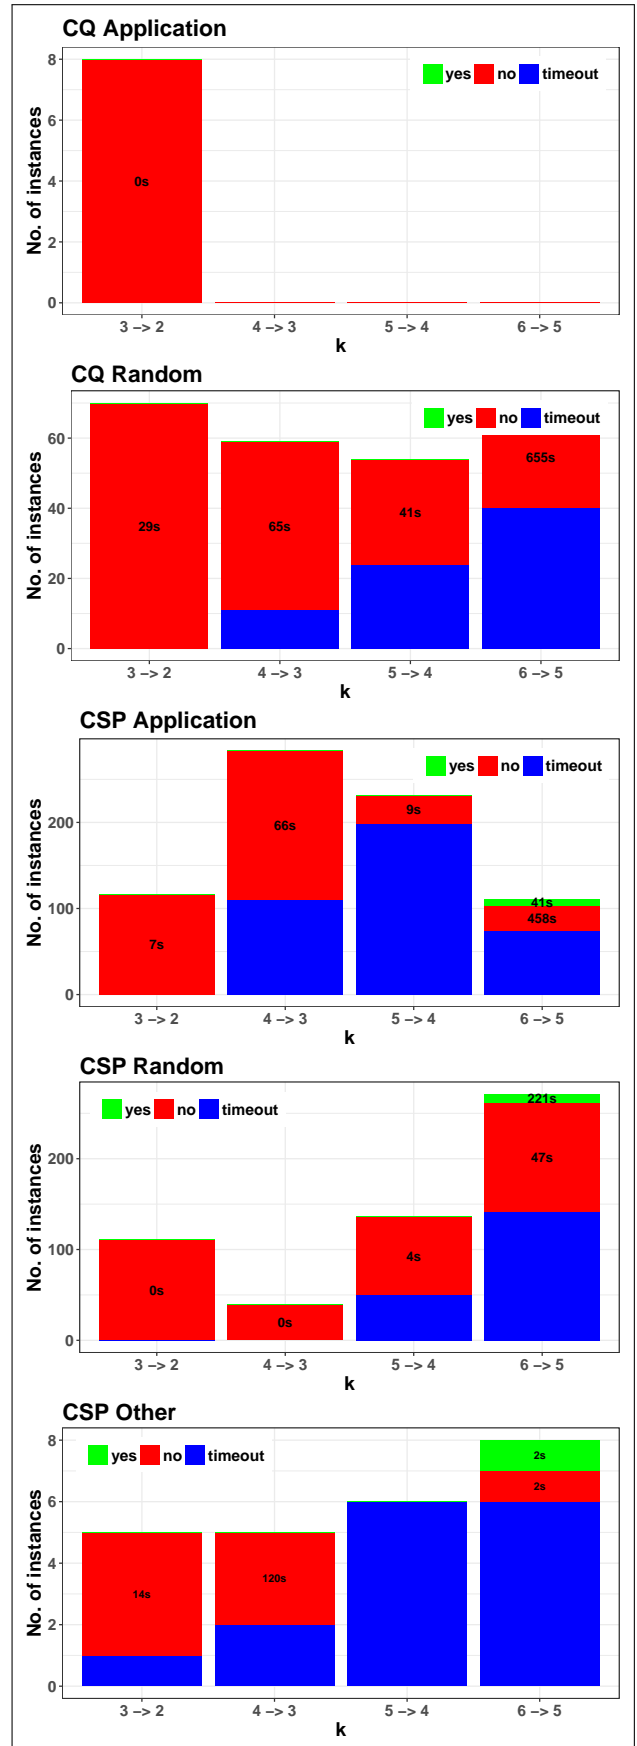 CQ Application
yes no timeout
No. of instances
8
6
4
2
0
0s
3 -> 2 4 -> 3 5 -> 4 6 -> 5
k
CQ Random
yes no timeout
No. of instances
60
40
20
0
29s
65s
41s
655s
3 -> 2 4 -> 3 5 -> 4 6 -> 5
k
CSP Application
yes no timeout
No. of instances
200
100
0
7s
66s
9s
41s
458s
3 -> 2 4 -> 3 5 -> 4 6 -> 5
k
CSP Random
yes no timeout
No. of instances
200
100
0
0s
0s
4s
221s
47s
3 -> 2 4 -> 3 5 -> 4 6 -> 5
k
CSP Other
yes no timeout
No. of instances
8
6
4
2
0
14s
120s
2s
2s
3 -> 2 4 -> 3 5 -> 4 6 -> 5
k